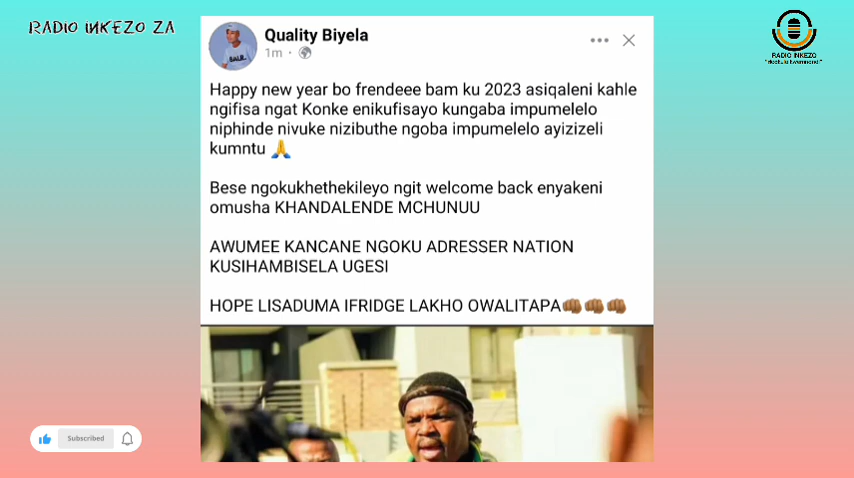 RADIO INKEZO ZA
Quality Biyela
1m ·
Happy new year bo frendeee bam ku 2023 asiqaleni kahle
ngifisa ngat Konke enikufisayo kungaba impumelelo
niphinde nivuke nizibuthe ngoba impumelelo ayizizeli
kumntu 🙏
Bese ngokukhethekileyo ngit welcome back enyakeni
omusha KHANDALENDE MCHUNUU
AWUMEE KANCANE NGOKU ADRESSER NATION
KUSIHAMBISELA UGESI
HOPE LISADUMA IFRIDGE LAKHO OWALITAPA👊🏾👊🏾👊🏾
RADIO INKEZO
Subscribed